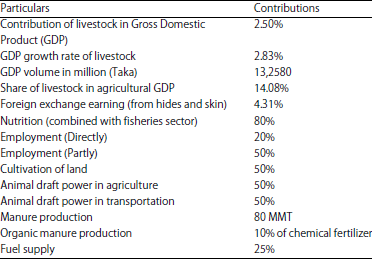 Particulars Contributions
Contribution of livestock in Gross Domestic 2.50%
Product (GDP)
GDP growth rate of livestock 2.83%
GDP volume in million (Taka) 13,2580
Share of livestock in agricultural GDP 14.08%
Foreign exchange earning (from hides and skin) 4.31%
Nutrition (combined with fisheries sector) 80%
Employment (Directly) 20%
Employment (Partly) 50%
Cultivation of land 50%
Animal draft power in agriculture 50%
Animal draft power in transportation 50%
Manure production 80 MMT
Organic manure production 10% of chemical fertilizer
Fuel supply 25%